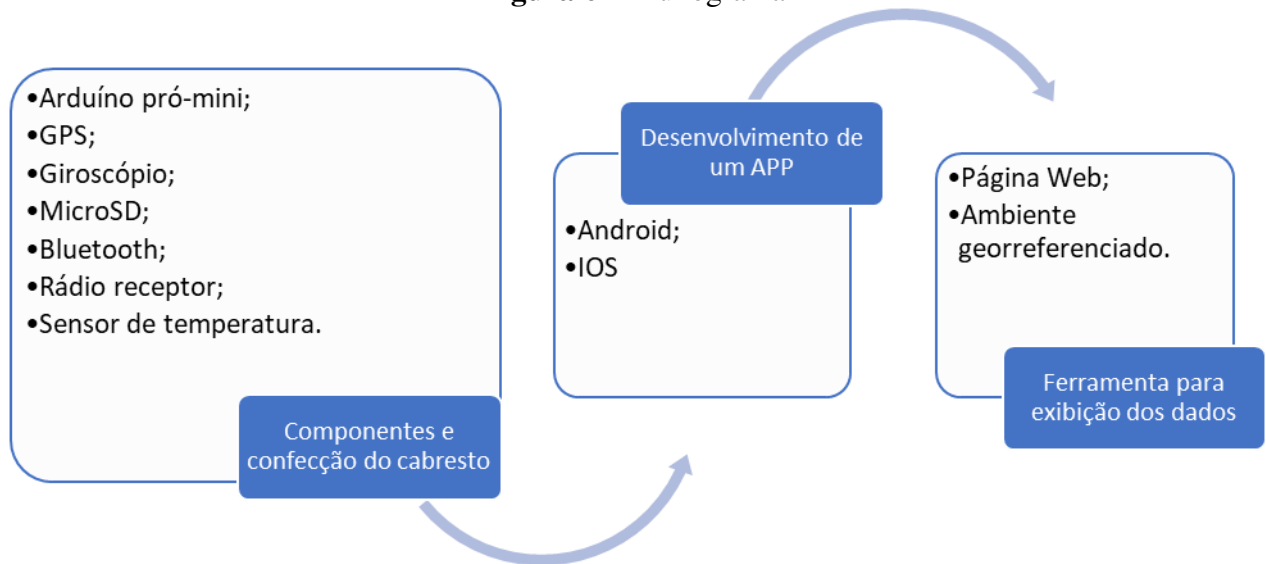 •Arduíno pró-mini;
•GPS;
•Giroscópio;
•MicroSD;
•Bluetooth;
•Rádio receptor;
•Sensor de temperatura.
Componentes e
confecção do cabresto
Desenvolvimento de
um APP
•Android;
•IOS
•Página Web;
•Ambiente
georreferenciado.
Ferramenta para
exibição dos dados